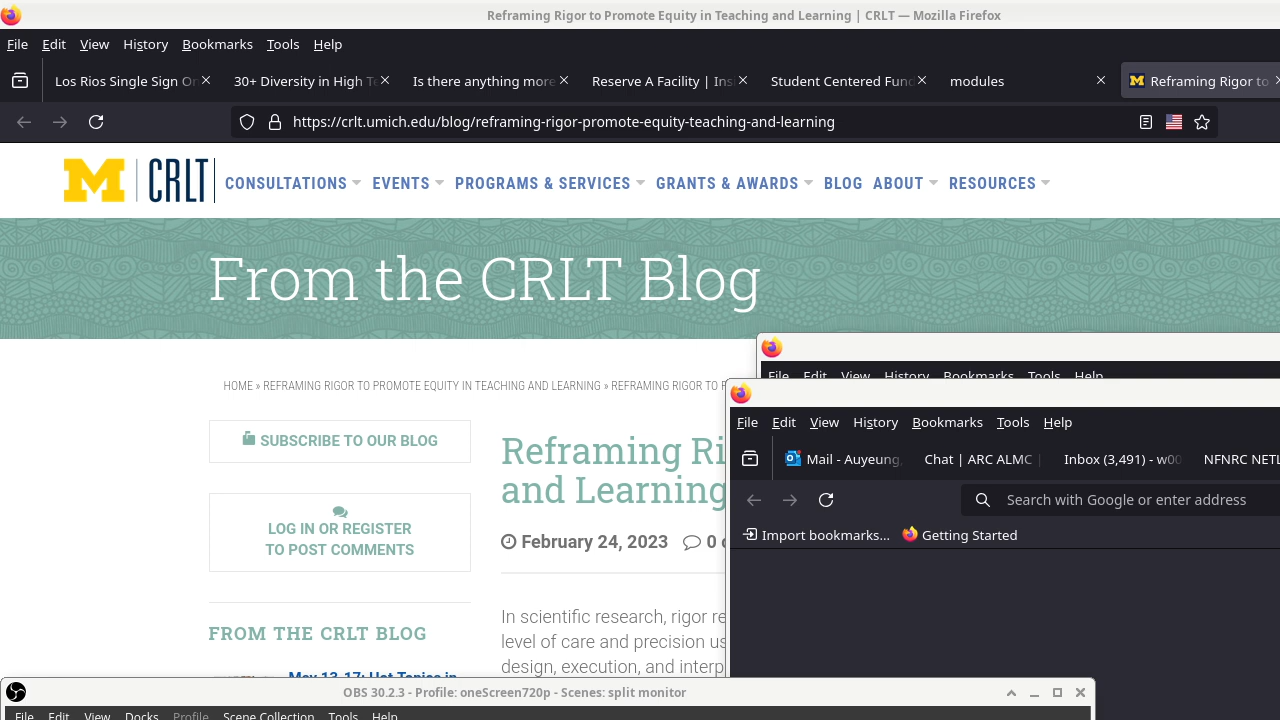 Reframing Rigor to Promote Equity in Teaching and Learning | CRLT — Mozilla Firefox
File Edit View History Bookmarks Tools Help
Los Rios Single Sign On 30+ Diversity in High Te Is there anything more Reserve A Facility | Ins Student Centered Fund modules Reframing Rigor to
https://crlt.umich.edu/blog/reframing-rigor-promote-equity-teaching-and-learning
M CRLT CONSULTATIONS EVENTS PROGRAMS & SERVICES GRANTS & AWARDS BLOG ABOUT RESOURCES
From the CRLT Blog
File Edit View History Bookmarks Tools Help
HOME » REFRAMING RIGOR TO PROMOTE EQUITY IN TEACHING AND LEARNING » REFRAMING RIGOR TO P
SUBSCRIBE TO OUR BLOG
LOG IN OR REGISTER
TO POST COMMENTS
FROM THE CRLT BLOG
May 13-17: Hot Topics in
Reframing Ri
and Learning
February 24, 2023 0 c
In scientific research, rigor re
level of care and precision us
design, execution, and interp
File Edit View History Bookmarks Tools Help
Mail - Auyeung, Chat | ARC ALMC Inbox (3,491) - w00 NFNRC NETL
Search with Google or enter address
Import bookmarks... Getting Started
OBS 30.2.3 - Profile: oneScreen720p - Scenes: split monitor
File Edit View Docks Profile Scene Collection Tools Help